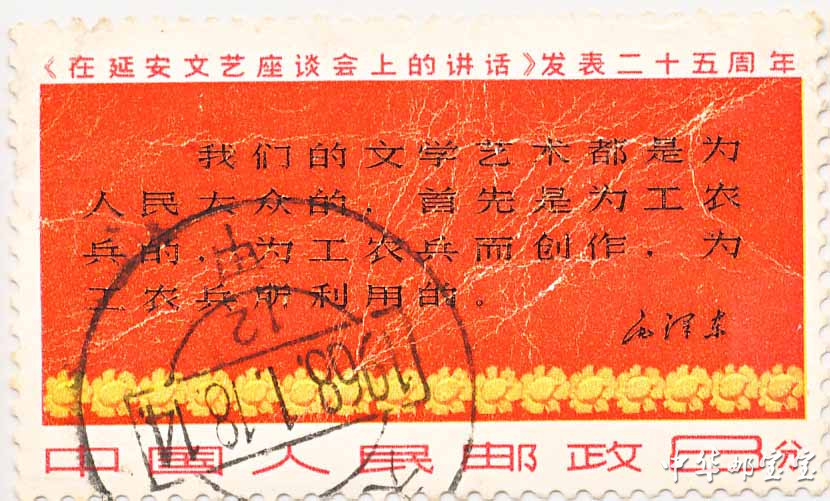 《在延安文艺座谈会上的讲话》发表二十五周年
我们的文学艺术都是为
人民大众的，首先是为工农
兵的，为工农兵而创作，为
工农兵所利用的。
毛泽东
12
1968.1.18.14
中国人民邮政 8分
中华邮宝宝